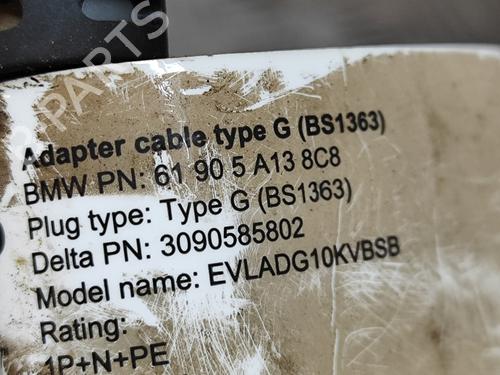 Adapter cable type G (BS1363)
BMW PN: 61 90 5 A13 8C8
Plug type: Type G (BS1363)
Delta PN: 3090585802
Model name: EVLADG10KVBSB
Rating:
1P+N+PE